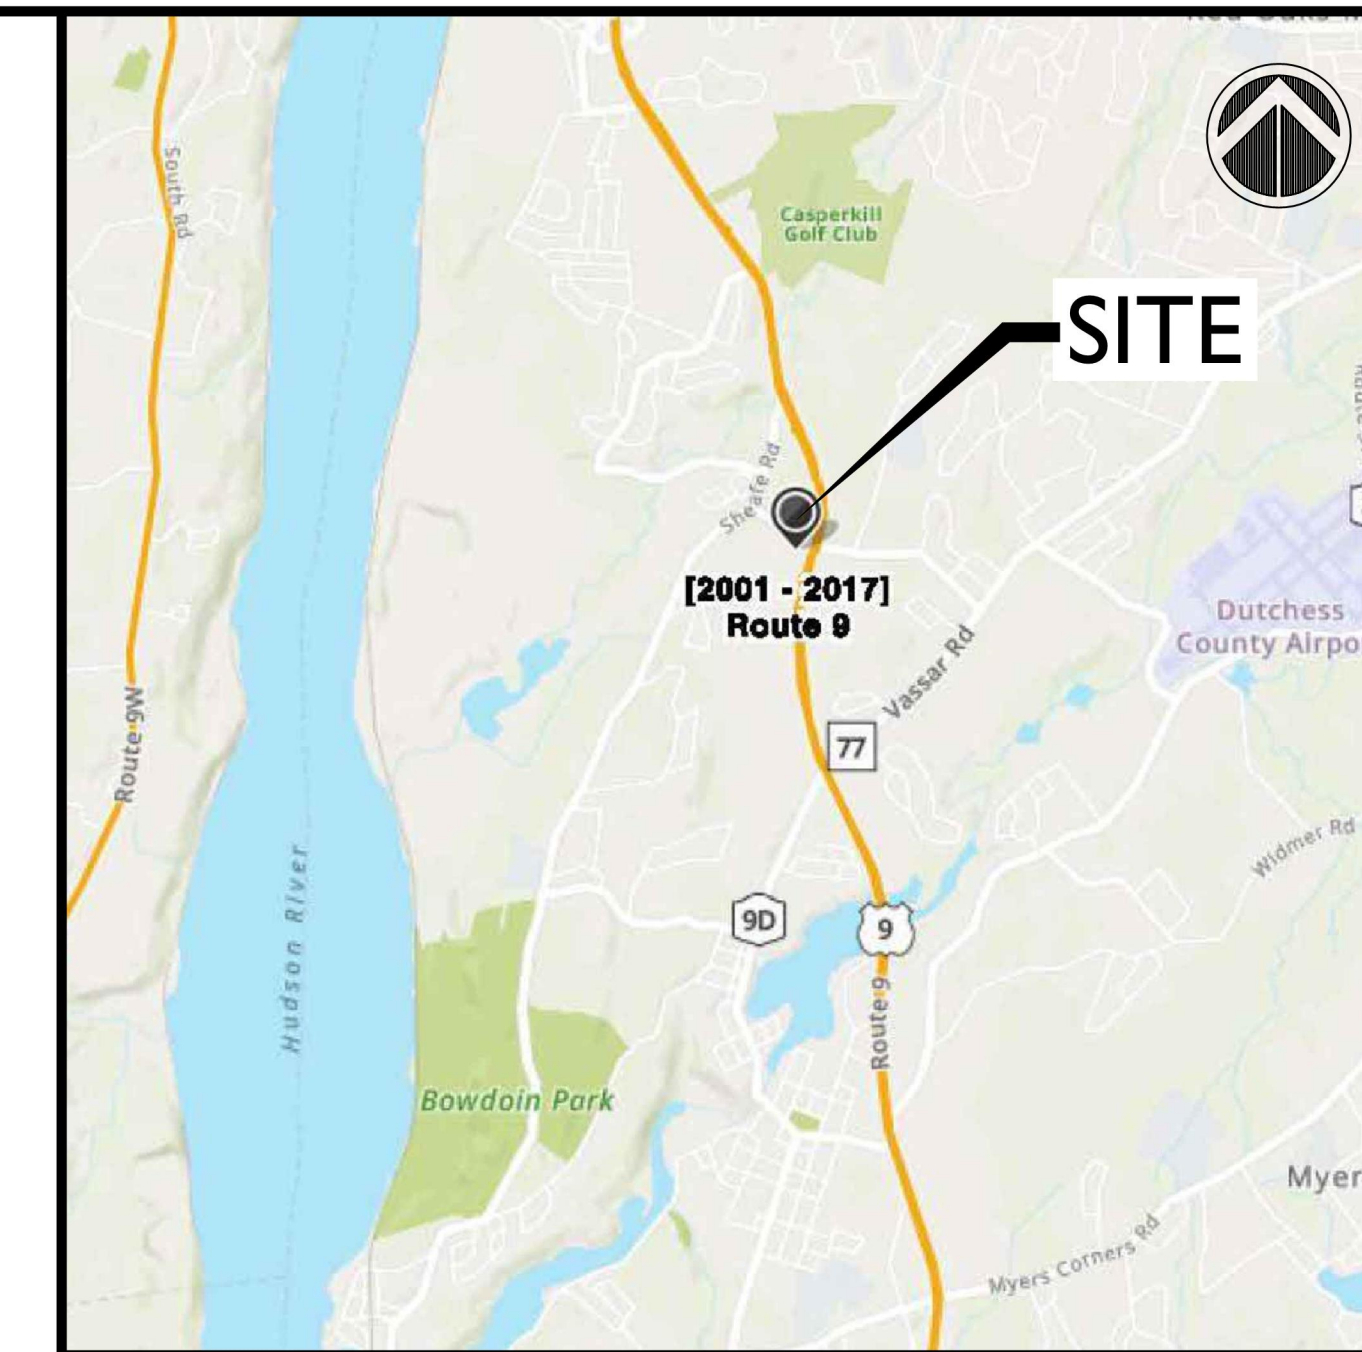 South Rd
Casperkill
Golf Club
SITE
Sheafe Rd
[2001 - 2017]
Route 9
Dutchess
County Airpo
Vassar Rd
Route 9W
77
Widmer Rd
Hudson River
9D
9
Route 9
Bowdoin Park
Myer
Myers Corners Rd